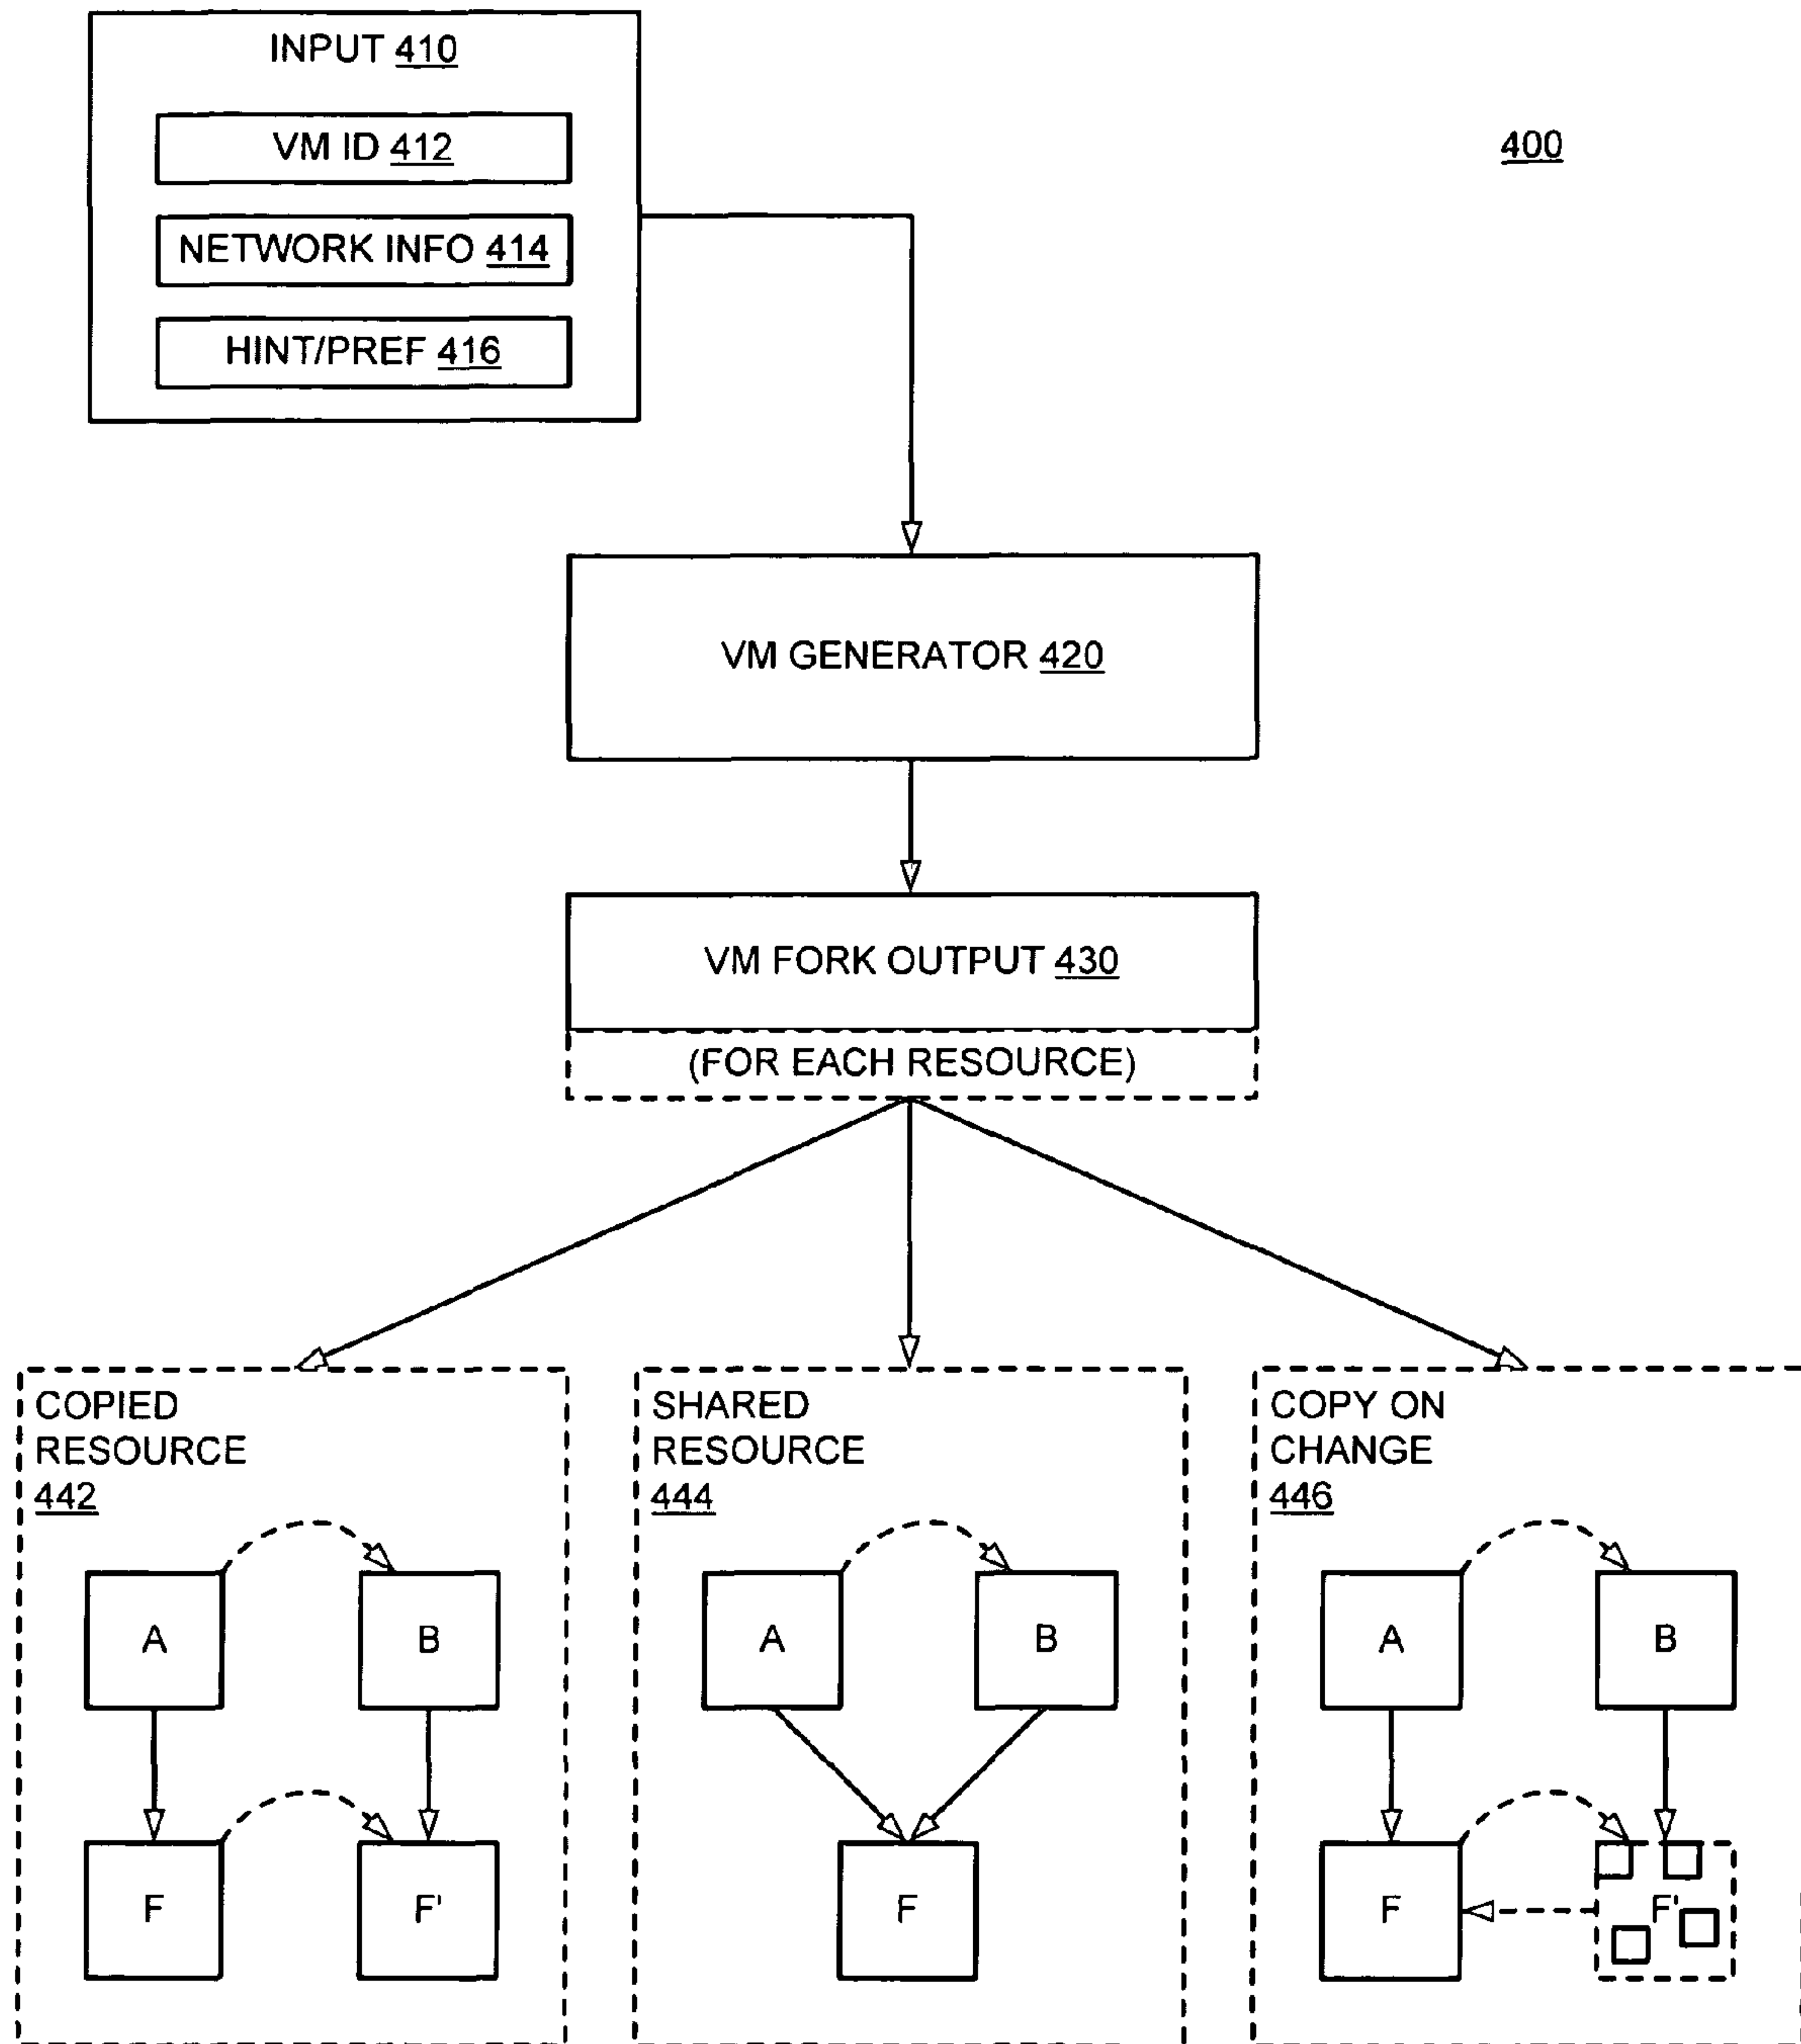 INPUT 410
VM ID 412
NETWORK INFO 414
HINT/PREF 416
400
VM GENERATOR 420
VM FORK OUTPUT 430
(FOR EACH RESOURCE)
COPIED
RESOURCE
442
A
B
F
F'
SHARED
RESOURCE
444
A
B
F
COPY ON
CHANGE
446
A
B
F
F'